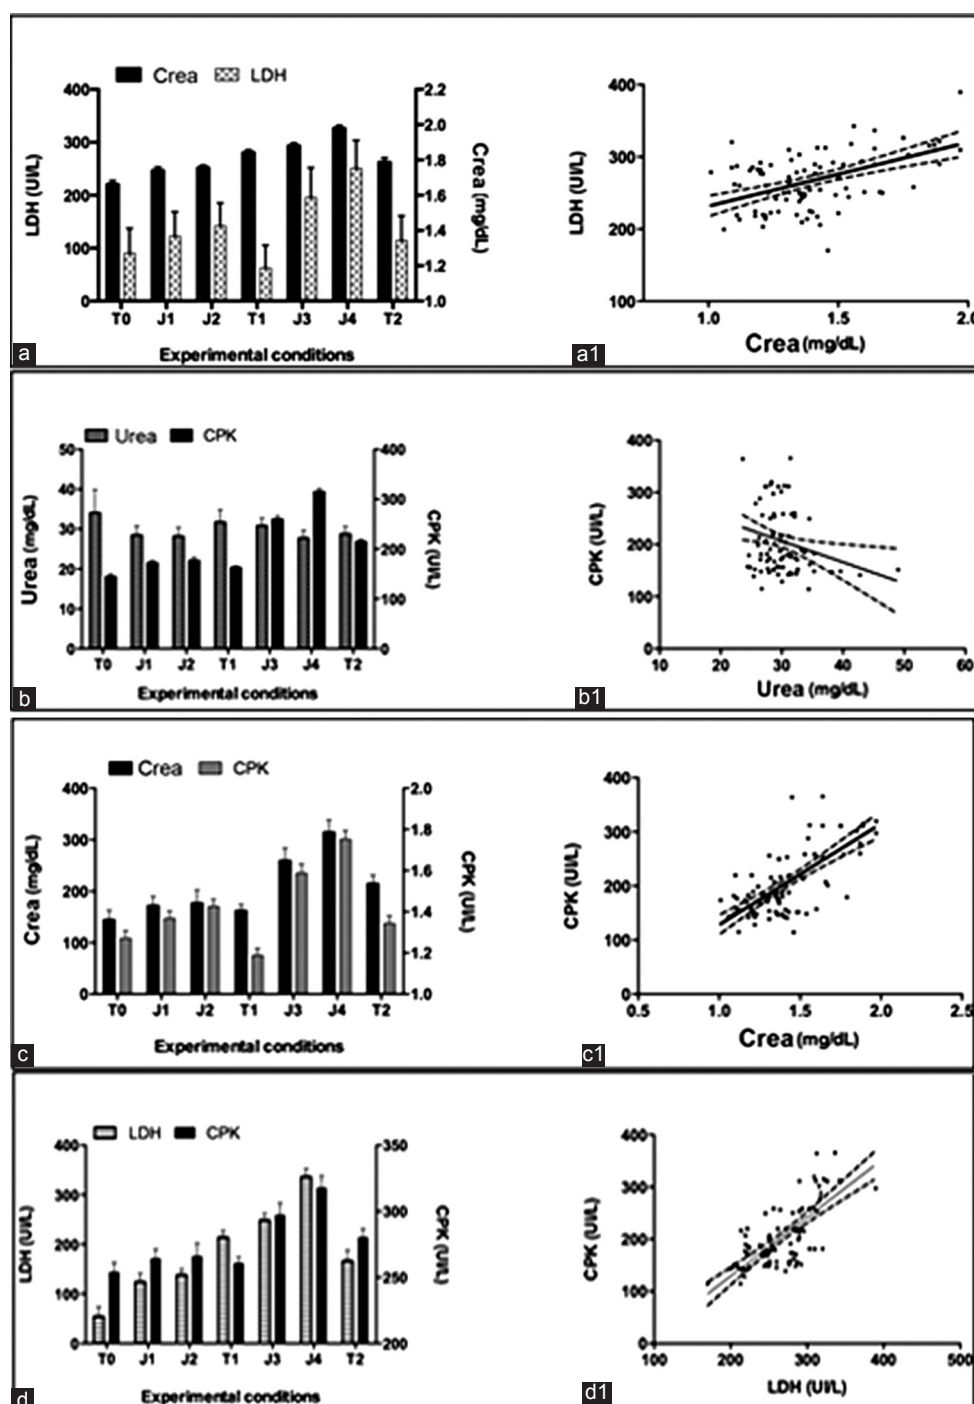 Crea LDH
400 300 200 100 0
LDH (UI/L)
2.2 2.0 1.8 1.6 1.4 1.2 1.0
Crea (mg/dL)
T0 J1 J2 T1 J3 J4 T2
Experimental conditions
a
400 300 200 100
LDH (UI/L)
1.0 1.5 2.0
Crea (mg/dL)
a1
Urea CPK
50 40 30 20 10 0
Urea (mg/dL)
400 300 200 100 0
CPK (UI/L)
T0 J1 J2 T1 J3 J4 T2
Experimental conditions
b
400 300 200 100 0
CPK (UI/L)
10 20 30 40 50 60
Urea (mg/dL)
b1
Crea CPK
400 300 200 100 0
Crea (mg/dL)
2.0 1.8 1.6 1.4 1.2 1.0
CPK (UI/L)
T0 J1 J2 T1 J3 J4 T2
Experimental conditions
c
400 300 200 100 0
CPK (UI/L)
0.5 1.0 1.5 2.0 2.5
Crea (mg/dL)
c1
LDH CPK
400 300 200 100 0
LDH (UI/L)
350 300 250 200
CPK (UI/L)
T0 J1 J2 T1 J3 J4 T2
Experimental conditions
d
400 300 200 100 0
CPK (UI/L)
100 200 300 400 500
LDH (UI/L)
d1